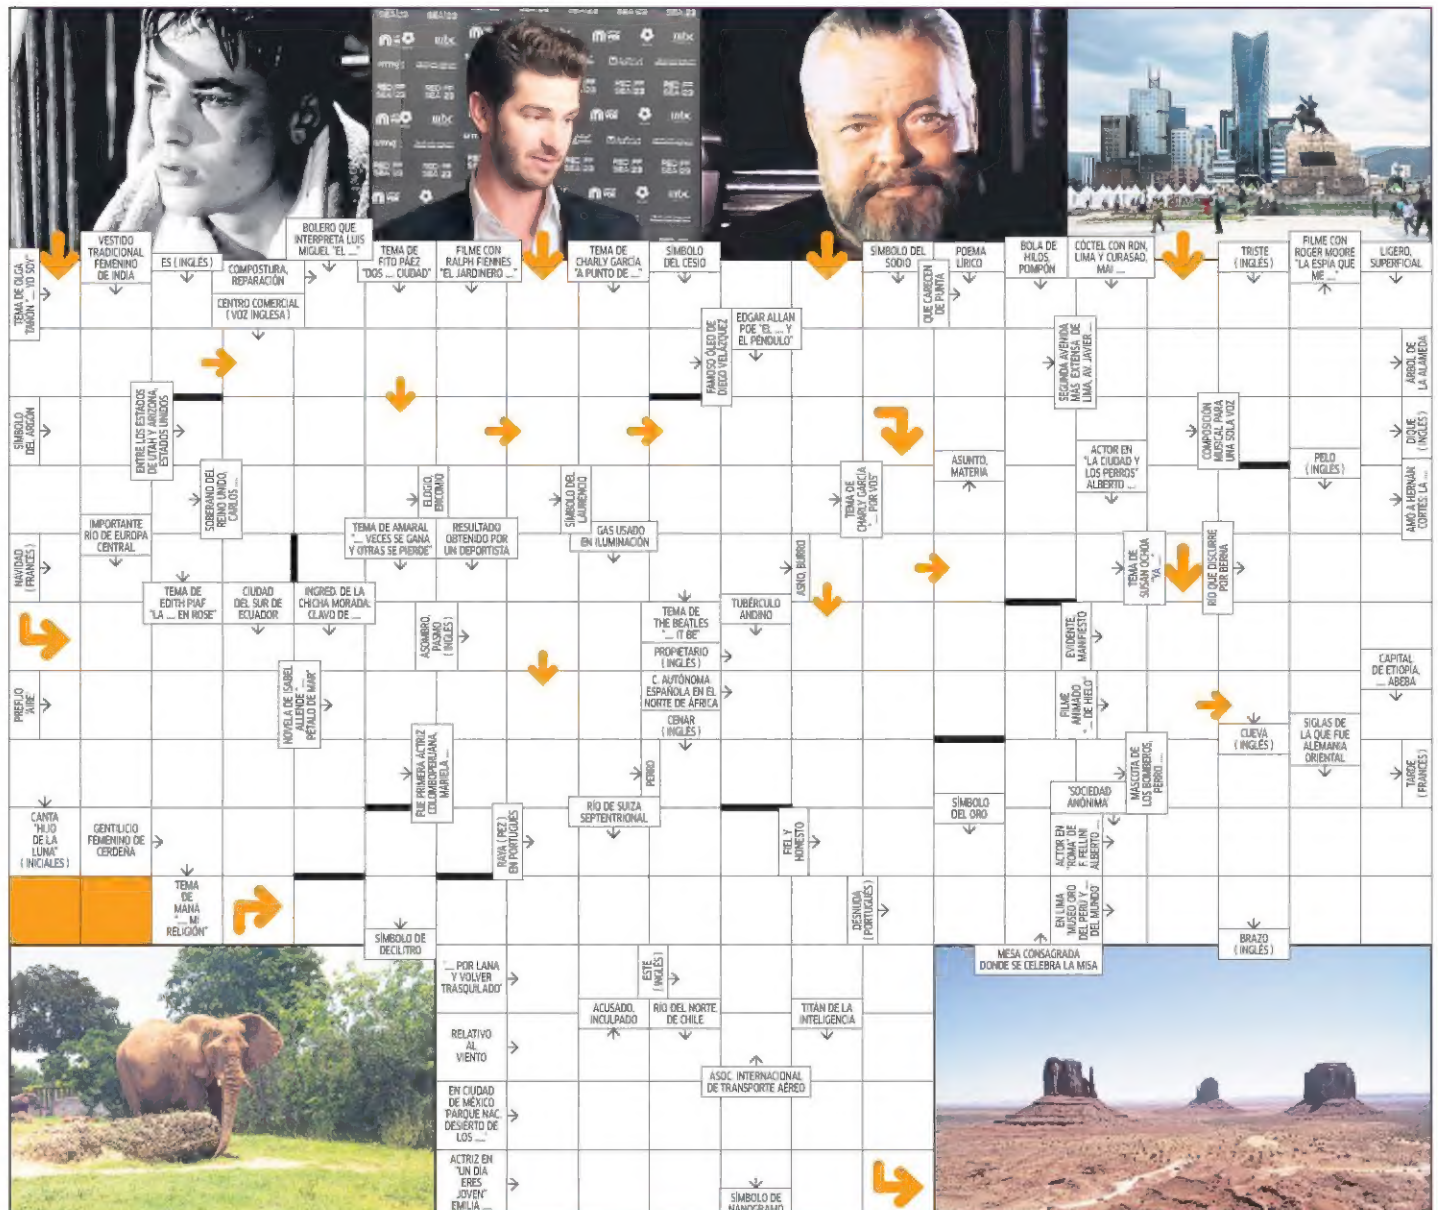 BOLERO QUE
INTERPRETA LUIS
MIGUEL "EL ...."
VESTIDO
TRADICIONAL
FEMENINO
DE INDIA
ES (INGLÉS)
COMPOSTURA,
REPARACIÓN
CENTRO COMERCIAL
(VOZ INGLESA)
TEMA DE
FITO PÁEZ
"DOS .... CIUDAD"
FILME CON
RALPH FIENNES
"EL JARDINERO ..."
TEMA DE
CHARLY GARCÍA
"A PUNTO DE ...."
SÍMBOLO
DEL CESIO
SÍMBOLO DEL
SODIO
POEMA
LÍRICO
BOLA DE
HILOS,
POMPÓN
CÓCTEL CON RON,
LIMA Y CURASAO,
MAI ....
TRISTE
(INGLÉS)
FILME CON
ROGER MOORE
"LA ESPÍA QUE
ME ..."
LIGERO,
SUPERFICIAL
TEMA DE OLGA
TAÑÓN ".... YO SOY"
QUE CARECEN
DE PUNTA
FAMOSO ÓLEO DE
DIEGO VELÁZQUEZ
EDGAR ALLAN
POE "EL .... Y
EL PÉNDULO"
SEGUNDA AVENIDA
MÁS EXTENSA DE
LIMA, AV. JAVIER ....
ÁRBOL DE
LA ALAMEDA
SÍMBOLO
DEL ARGÓN
ENTRE LOS ESTADOS
DE UTAH Y ARIZONA,
ESTADOS UNIDOS
COMPOSICIÓN
MUSICAL PARA
UNA SOLA VOZ
DIQUE
(INGLÉS)
SOBERANO DEL
REINO UNIDO,
CARLOS ....
ELOGIO,
ENCOMIO
SÍMBOLO DEL
LAURENCIO
TEMA DE
CHARLY GARCÍA
".... POR VOS"
ASUNTO,
MATERIA
ACTOR EN
"LA CIUDAD Y
LOS PERROS"
ALBERTO ....
PELO
(INGLÉS)
AMÓ A HERNÁN
CORTÉS: LA ....
IMPORTANTE
RÍO DE EUROPA
CENTRAL
TEMA DE AMARAL
".... VECES SE GANA
Y OTRAS SE PIERDE"
RESULTADO
OBTENIDO POR
UN DEPORTISTA
GAS USADO
EN ILUMINACIÓN
NAVIDAD
(FRANCÉS)
ASNO, BURRO
TEMA DE
SUSAN OCHOA
"YA ...."
RÍO QUE DISCURRE
POR BERNA
TEMA DE
EDITH PIAF
"LA .... EN ROSE"
CIUDAD
DEL SUR DE
ECUADOR
INGRED. DE LA
CHICHA MORADA:
CLAVO DE ....
ASOMBRO,
PASMO
(INGLÉS)
TEMA DE
THE BEATLES
".... IT BE"
TUBÉRCULO
ANDINO
PROPIETARIO
(INGLÉS)
EVIDENTE,
MANIFIESTO
PREFIJO
'AIRE'
NOVELA DE ISABEL
ALLENDE "....
PÉTALO DE MAR"
C. AUTÓNOMA
ESPAÑOLA EN EL
NORTE DE ÁFRICA
CENAR
(INGLÉS)
FILME
ANIMADO
".... DE HIELO"
CUEVA
(INGLÉS)
SIGLAS DE
LA QUE FUE
ALEMANIA
ORIENTAL
CAPITAL
DE ETIOPÍA,
.... ABEBA
FUE PRIMERA ACTRIZ
COLOMBOPERUANA,
MARIELA ....
PERRO
MASCOTA DE
LOS BOMBEROS,
PERRO ....
TARDE
(FRANCÉS)
CANTA
"HIJO
DE LA
LUNA"
(INICIALES)
GENTILICIO
FEMENINO DE
CERDEÑA
RAYA (PEZ)
EN PORTUGUÉS
RÍO DE SUIZA
SEPTENTRIONAL
FIEL Y
HONESTO
SÍMBOLO
DEL ORO
"SOCIEDAD
ANÓNIMA"
ACTOR EN
"ROMA" DE
F. FELLINI
ALBERTO ....
TEMA
DE
MANÁ
".... MI
RELIGIÓN"
SÍMBOLO DE
DECILITRO
DESNUDA
(PORTUGUÉS)
EN LIMA
"MUSEO ORO
DEL PERÚ Y ....
DEL MUNDO"
MESA CONSAGRADA
DONDE SE CELEBRA LA MISA
BRAZO
(INGLÉS)
".... POR LANA
Y VOLVER
TRASQUILADO"
ESTE
(INGLÉS)
RELATIVO
AL
VIENTO
ACUSADO,
INCULPADO
RÍO DEL NORTE
DE CHILE
TITÁN DE LA
INTELIGENCIA
ASOC. INTERNACIONAL
DE TRANSPORTE AÉREO
EN CIUDAD
DE MÉXICO
"PARQUE NAC.
DESIERTO DE
LOS ...."
ACTRIZ EN
"UN DÍA
ERES
JOVEN"
EMILIA ....
SÍMBOLO DE
NANOGRAMO